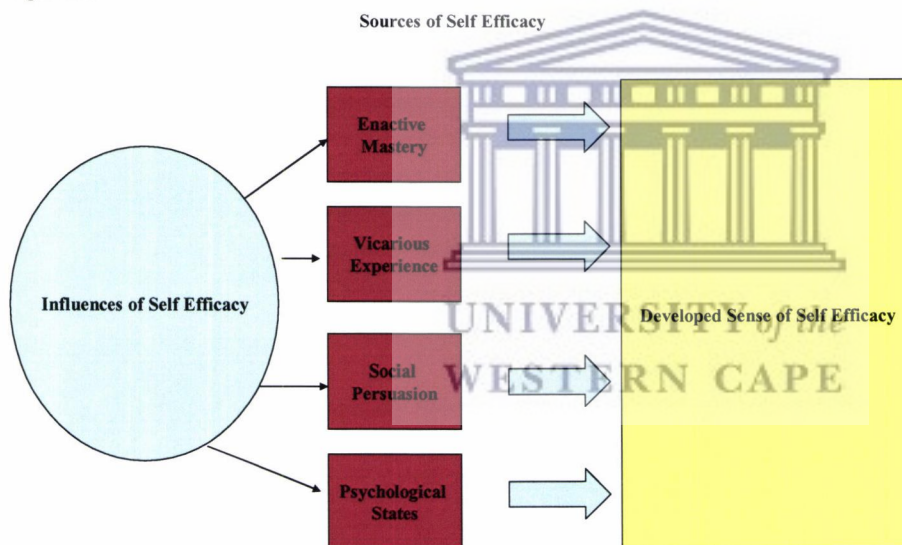 Sources of Self Efficacy
Enactive
Mastery
Vicarious
Experience
Influences of Self Efficacy
Developed Sense of Self Efficacy
UNIVERSITY of the
WESTERN CAPE
Social
Persuasion
Psychological
States